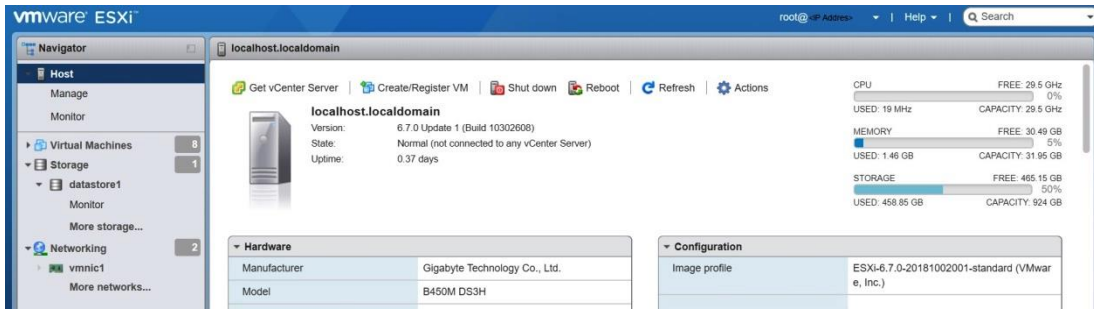 vmware ESXi™
root@<IP Addres> | Help | Search
Navigator
Host
Manage
Monitor
Virtual Machines 8
Storage 1
datastore1
Monitor
More storage...
Networking 2
vmnic1
More networks...
localhost.localdomain
Get vCenter Server | Create/Register VM | Shut down Reboot | Refresh | Actions
localhost.localdomain
Version: 6.7.0 Update 1 (Build 10302608)
State: Normal (not connected to any vCenter Server)
Uptime: 0.37 days
CPU FREE: 29.5 GHz
0%
USED: 19 MHz CAPACITY: 29.5 GHz
MEMORY FREE: 30.49 GB
5%
USED: 1.46 GB CAPACITY: 31.95 GB
STORAGE FREE: 465.15 GB
50%
USED: 458.85 GB CAPACITY: 924 GB
Hardware
Manufacturer Gigabyte Technology Co., Ltd.
Model B450M DS3H
Configuration
Image profile ESXi-6.7.0-20181002001-standard (VMwar
e, Inc.)